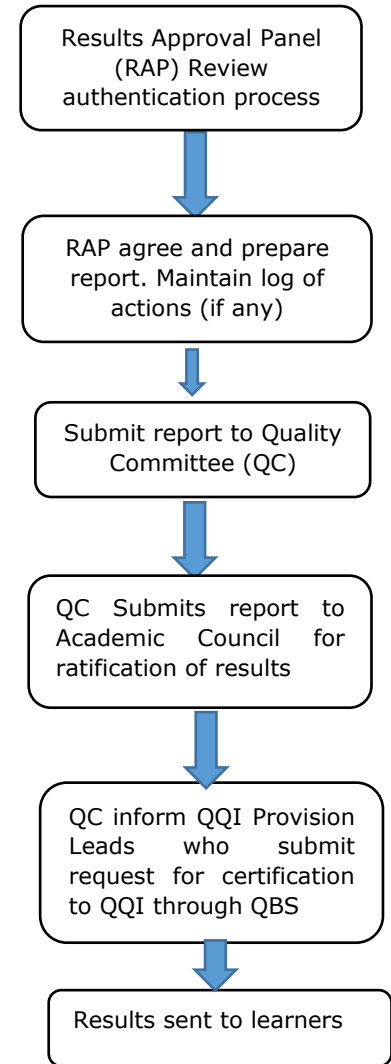 Results Approval Panel
(RAP) Review
authentication process
RAP agree and prepare
report. Maintain log of
actions (if any)
Submit report to Quality
Committee (QC)
QC Submits report to
Academic Council for
ratification of results
QC inform QQI Provision
Leads who submit
request for certification
to QQI through QBS
Results sent to learners